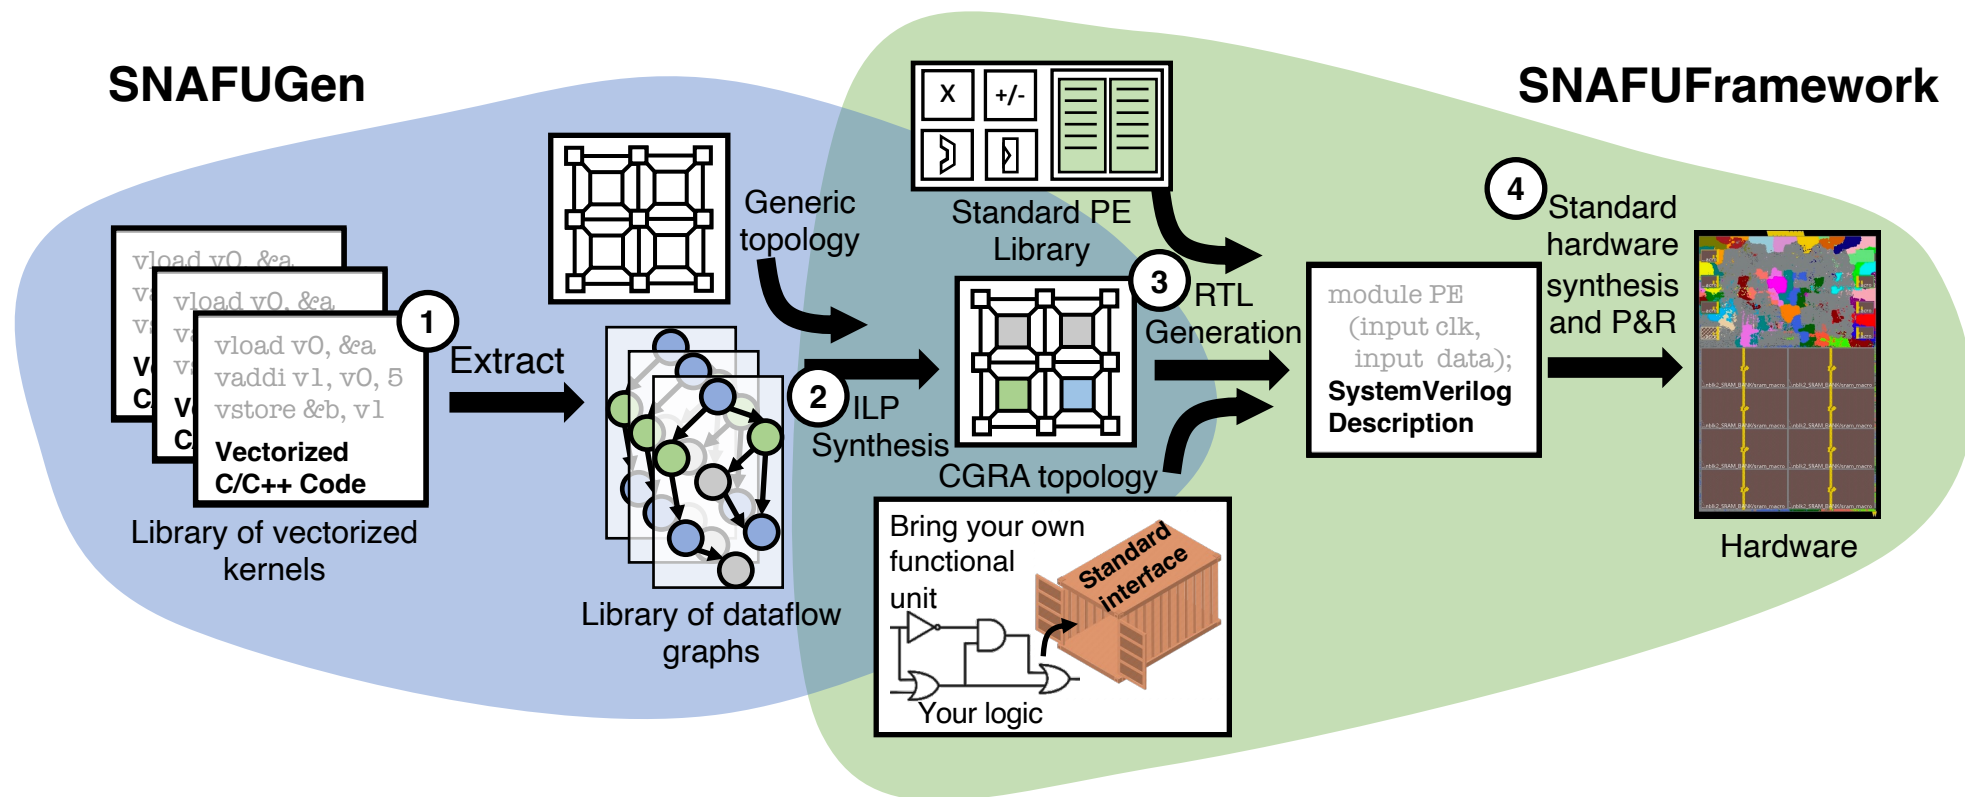 SNAFUGen
SNAFUFramework
vload v0, &a
vload v0, &a
vload v0, &a
vaddi v1, v0, 5
vstore &b, v1
Vectorized
C/C++ Code
Library of vectorized
kernels
1
Extract
Generic
topology
Library of dataflow
graphs
2
ILP
Synthesis
X
+/-
Standard PE
Library
CGRA topology
Bring your own
functional
unit
Standard
interface
Your logic
3
RTL
Generation
module PE
(input clk,
input data);
SystemVerilog
Description
4
Standard
hardware
synthesis
and P&R
Hardware